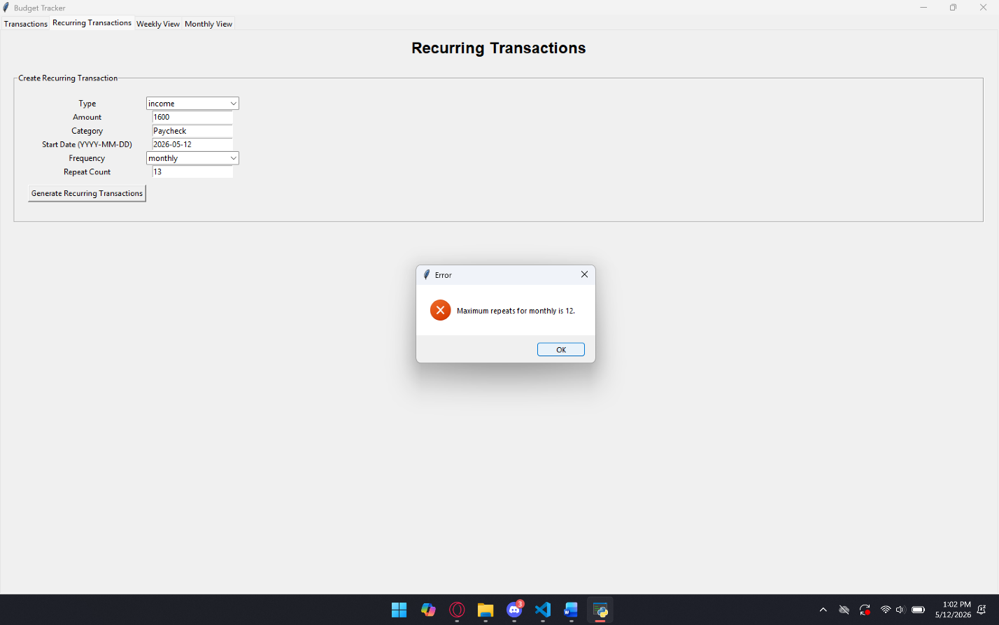 Budget Tracker
Transactions Recurring Transactions Weekly View Monthly View
Recurring Transactions
Create Recurring Transaction
Type income
Amount 1600
Category Paycheck
Start Date (YYYY-MM-DD) 2026-05-12
Frequency monthly
Repeat Count 13
Generate Recurring Transactions
Error
Maximum repeats for monthly is 12.
OK
3
W
1:02 PM
5/12/2026